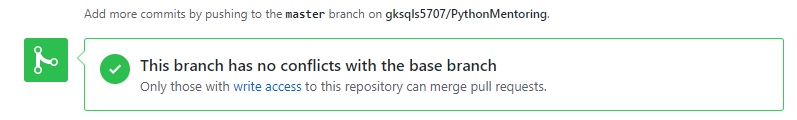 Add more commits by pushing to the master branch on gksqls5707/PythonMentoring.
This branch has no conflicts with the base branch
Only those with write access to this repository can merge pull requests.